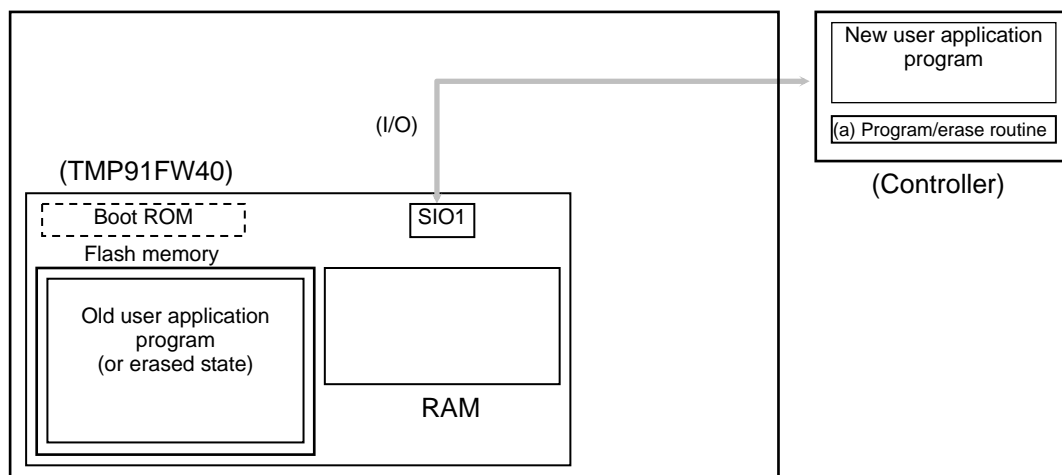 New user application
program
(I/O)
(a) Program/erase routine
(TMP91FW40)
(Controller)
Boot ROM
SIO1
Flash memory
Old user application
program
(or erased state)
RAM